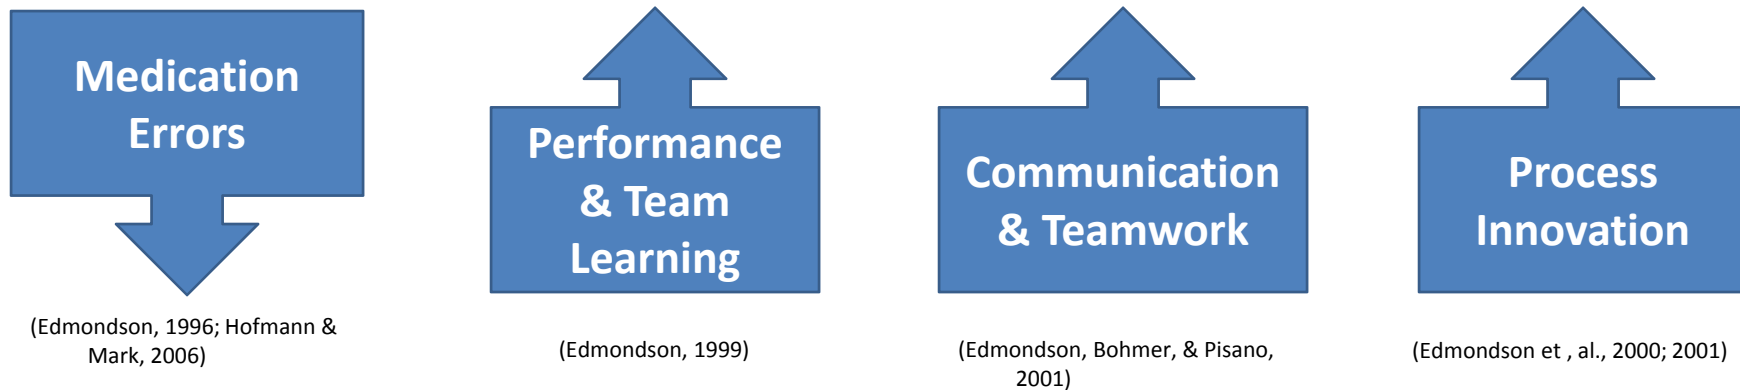 Medication
Errors
(Edmondson, 1996; Hofmann &
Mark, 2006)
Performance
& Team
Learning
(Edmondson, 1999)
Communication
& Teamwork
(Edmondson, Bohmer, & Pisano,
2001)
Process
Innovation
(Edmondson et , al., 2000; 2001)